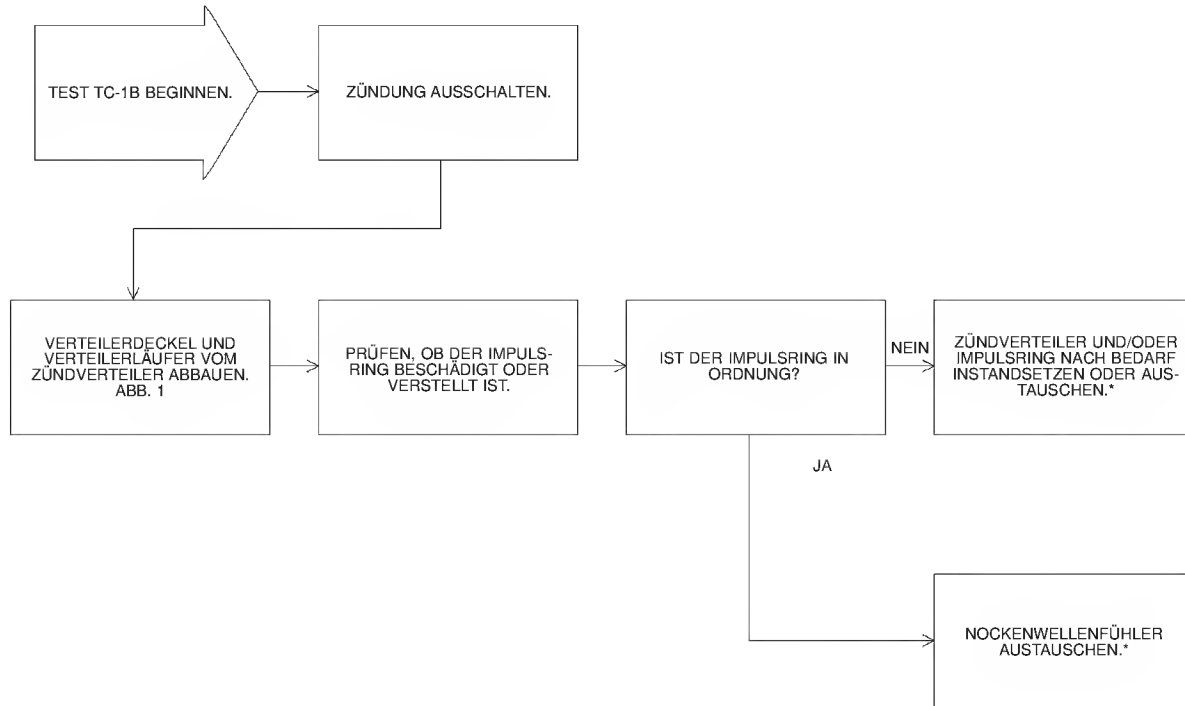 TEST TC-1B BEGINNEN.
ZÜNDUNG AUSSCHALTEN.
VERTEILERDECKEL UND
VERTEILERLÄUFER VOM
ZÜNDVERTEILER ABBAUEN.
ABB. 1
PRÜFEN, OB DER IMPULS-
RING BESCHÄDIGT ODER
VERSTELLT IST.
IST DER IMPULSRING IN
ORDNUNG?
NEIN
ZÜNDVERTEILER UND/ODER
IMPULSRING NACH BEDARF
INSTANDSETZEN ODER AUS-
TAUSCHEN.*
JA
NOCKENWELLENFÜHLER
AUSTAUSCHEN.*